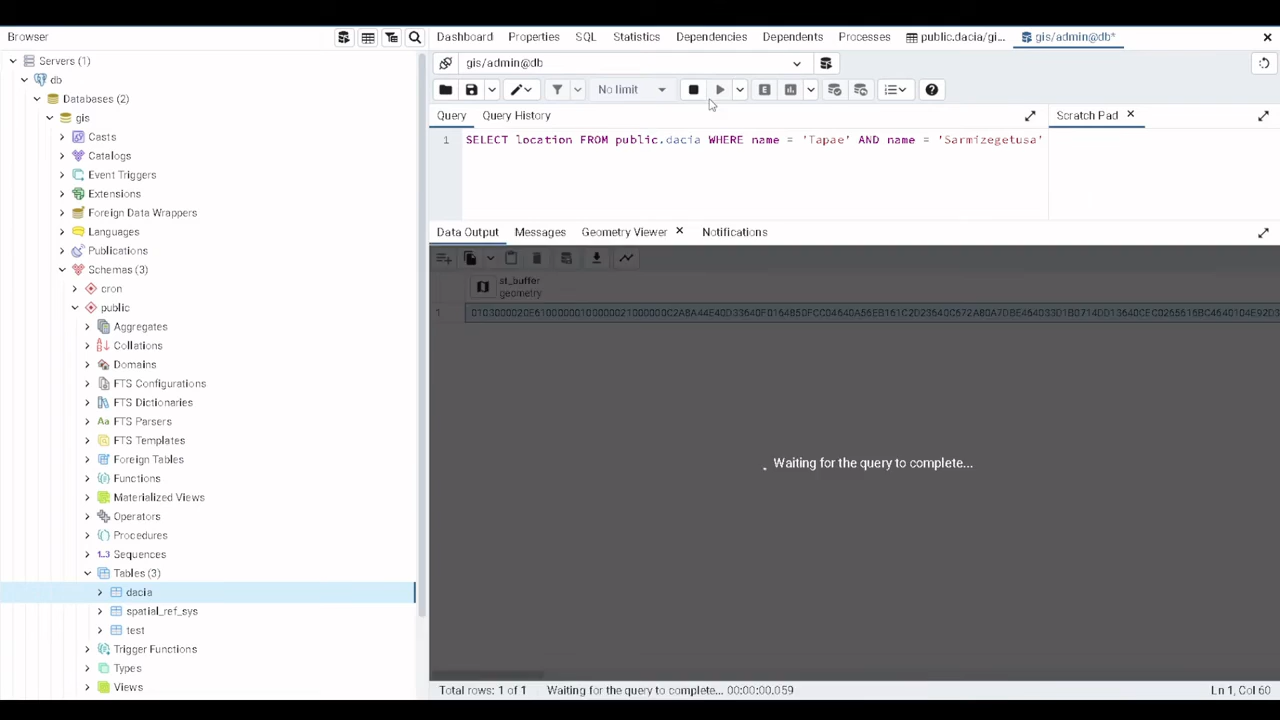 Browser
Dashboard Properties SQL Statistics Dependencies Dependents Processes public.dacia/gi... gis/admin@db*
Servers (1)
db
Databases (2)
gis
Casts
Catalogs
Event Triggers
Extensions
Foreign Data Wrappers
Languages
Publications
Schemas (3)
cron
public
Aggregates
Collations
Domains
FTS Configurations
FTS Dictionaries
FTS Parsers
FTS Templates
Foreign Tables
Functions
Materialized Views
Operators
Procedures
1..3 Sequences
Tables (3)
dacia
spatial_ref_sys
test
Trigger Functions
Types
Views
gis/admin@db
No limit
Query Query History
Scratch Pad
1 SELECT location FROM public.dacia WHERE name = 'Tapae' AND name = 'Sarmizegetusa'
Data Output Messages Geometry Viewer Notifications
st_buffer
geometry
1
Waiting for the query to complete...
Total rows: 1 of 1 Waiting for the query to complete... 00:00:00.059 Ln 1, Col 60